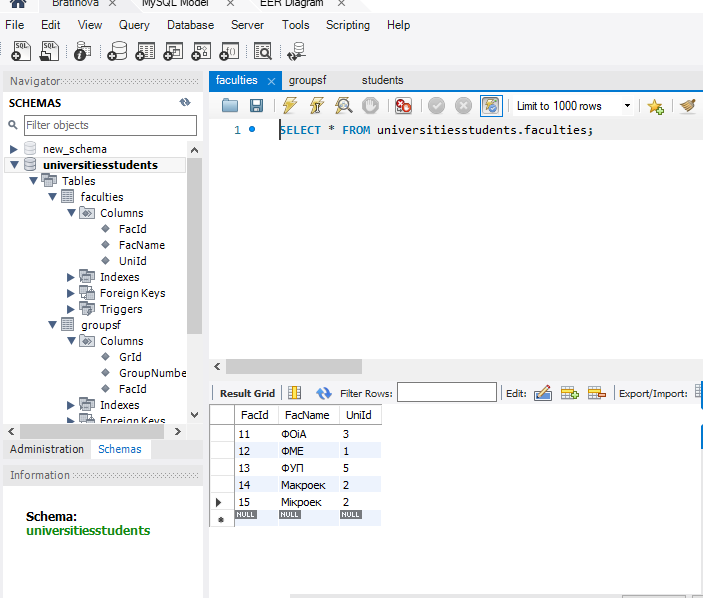 Bratinova MySQL Model EER Diagram
File Edit View Query Database Server Tools Scripting Help
Navigator
SCHEMAS
Filter objects
new_schema
universitiesstudents
Tables
faculties
Columns
FacId
FacName
UniId
Indexes
Foreign Keys
Triggers
groupsf
Columns
GrId
GroupNumbe
FacId
Indexes
Foreign Keys
Administration Schemas
Information
Schema:
universitiesstudents
faculties groupsf students
Limit to 1000 rows
1 SELECT * FROM universitiesstudents.faculties;
Result Grid Filter Rows: Edit: Export/Import:
FacId FacName UniId
11 ФОіА 3
12 ФМЕ 1
13 ФУП 5
14 Макроек 2
15 Мікроек 2
NULL NULL NULL